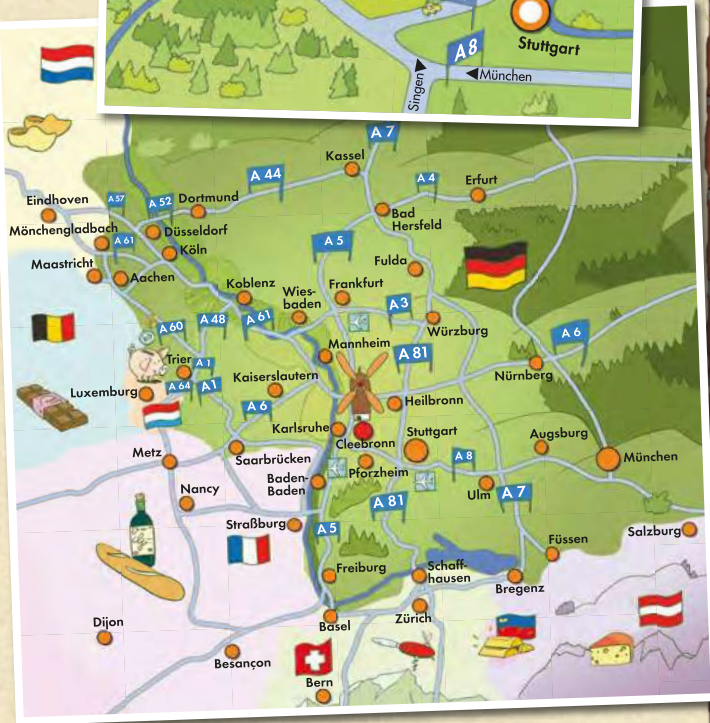 Stuttgart
A8
Singen
München
A 7
Kassel
A 44
A 4
Erfurt
Eindhoven
A57
A 52
Dortmund
Bad
Hersfeld
Mönchengladbach
A 61
Düsseldorf
A 5
Köln
Maastricht
Aachen
Fulda
Koblenz
Wies-
baden
Frankfurt
A 3
A 60
A 48
A 61
Würzburg
A 6
Mannheim
A 81
Trier
A 1
Nürnberg
Luxemburg
A 64
A 1
Kaiserslautern
A 6
Heilbronn
Karlsruhe
Cleebronn
Stuttgart
Augsburg
Metz
Saarbrücken
A 8
München
Pforzheim
Baden-
Baden
Ulm
A 7
Nancy
A 81
Straßburg
A 5
Salzburg
Füssen
Freiburg
Schaff-
hausen
Bregenz
Dijon
Basel
Zürich
Besançon
Bern